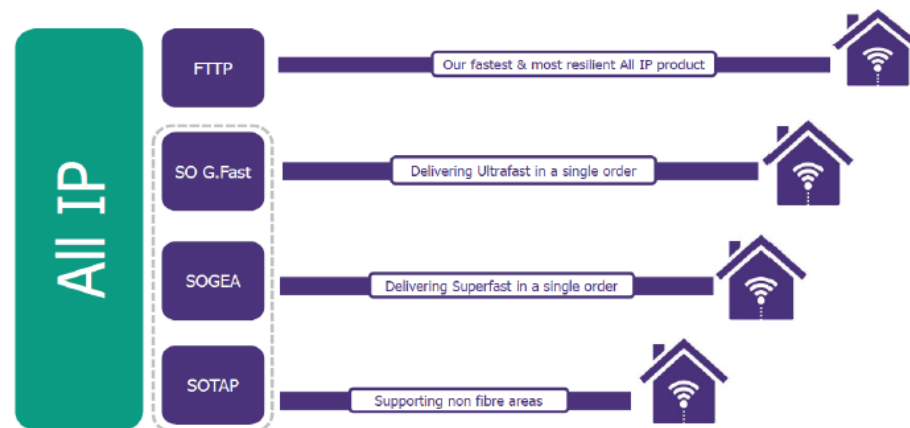 All IP
FTTP
Our fastest & most resilient All IP product
SO G.Fast
Delivering Ultrafast in a single order
SOGEA
Delivering Superfast in a single order
SOTAP
Supporting non fibre areas